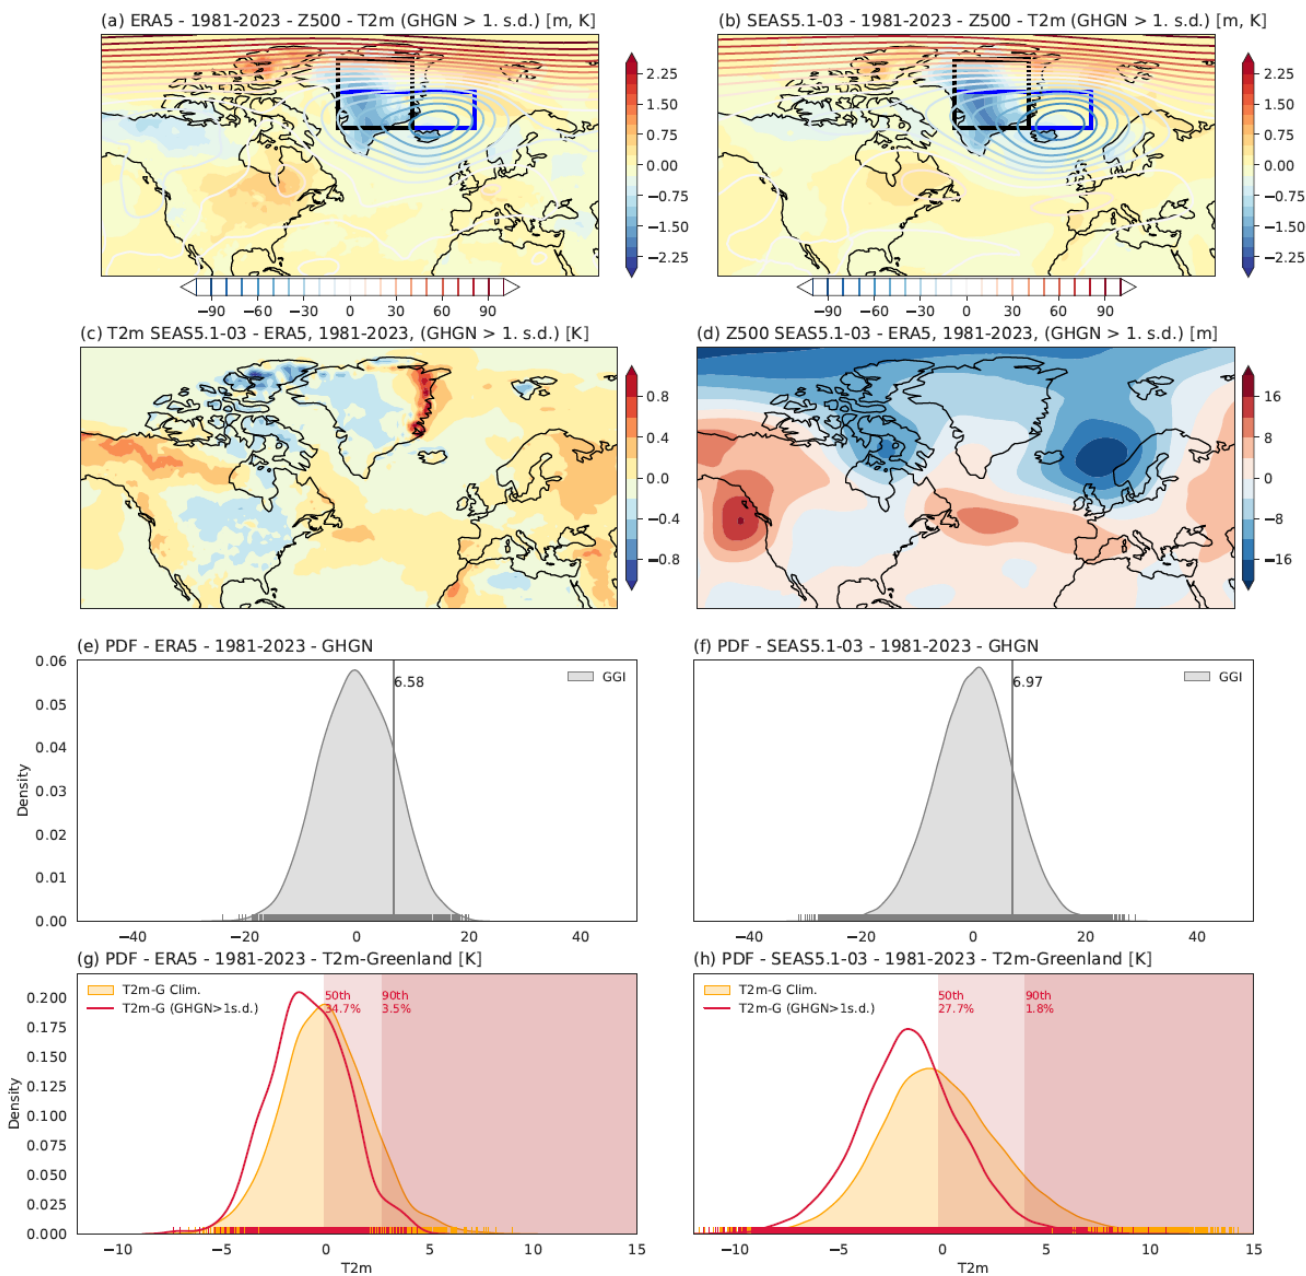 (a) ERA5 - 1981-2023 - Z500 - T2m (GHGN > 1. s.d.) [m, K]
(b) SEAS5.1-03 - 1981-2023 - Z500 - T2m (GHGN > 1. s.d.) [m, K]
2.25
1.50
0.75
0.00
−0.75
−1.50
−2.25
2.25
1.50
0.75
0.00
−0.75
−1.50
−2.25
−90 −60 −30 0 30 60 90
−90 −60 −30 0 30 60 90
(c) T2m SEAS5.1-03 - ERA5, 1981-2023, (GHGN > 1. s.d.) [K]
(d) Z500 SEAS5.1-03 - ERA5, 1981-2023, (GHGN > 1. s.d.) [m]
0.8
0.4
0.0
−0.4
−0.8
16
8
0
−8
−16
(e) PDF - ERA5 - 1981-2023 - GHGN
(f) PDF - SEAS5.1-03 - 1981-2023 - GHGN
0.06
0.05
0.04
0.03
0.02
0.01
0.00
Density
6.58
GGI
6.97
GGI
−40 −20 0 20 40
−40 −20 0 20 40
(g) PDF - ERA5 - 1981-2023 - T2m-Greenland [K]
(h) PDF - SEAS5.1-03 - 1981-2023 - T2m-Greenland [K]
0.200
0.175
0.150
0.125
0.100
0.075
0.050
0.025
0.000
Density
T2m-G Clim.
T2m-G (GHGN>1s.d.)
50th
34.7%
90th
3.5%
T2m-G Clim.
T2m-G (GHGN>1s.d.)
50th
27.7%
90th
1.8%
−10 −5 0 5 10 15
T2m
−10 −5 0 5 10 15
T2m